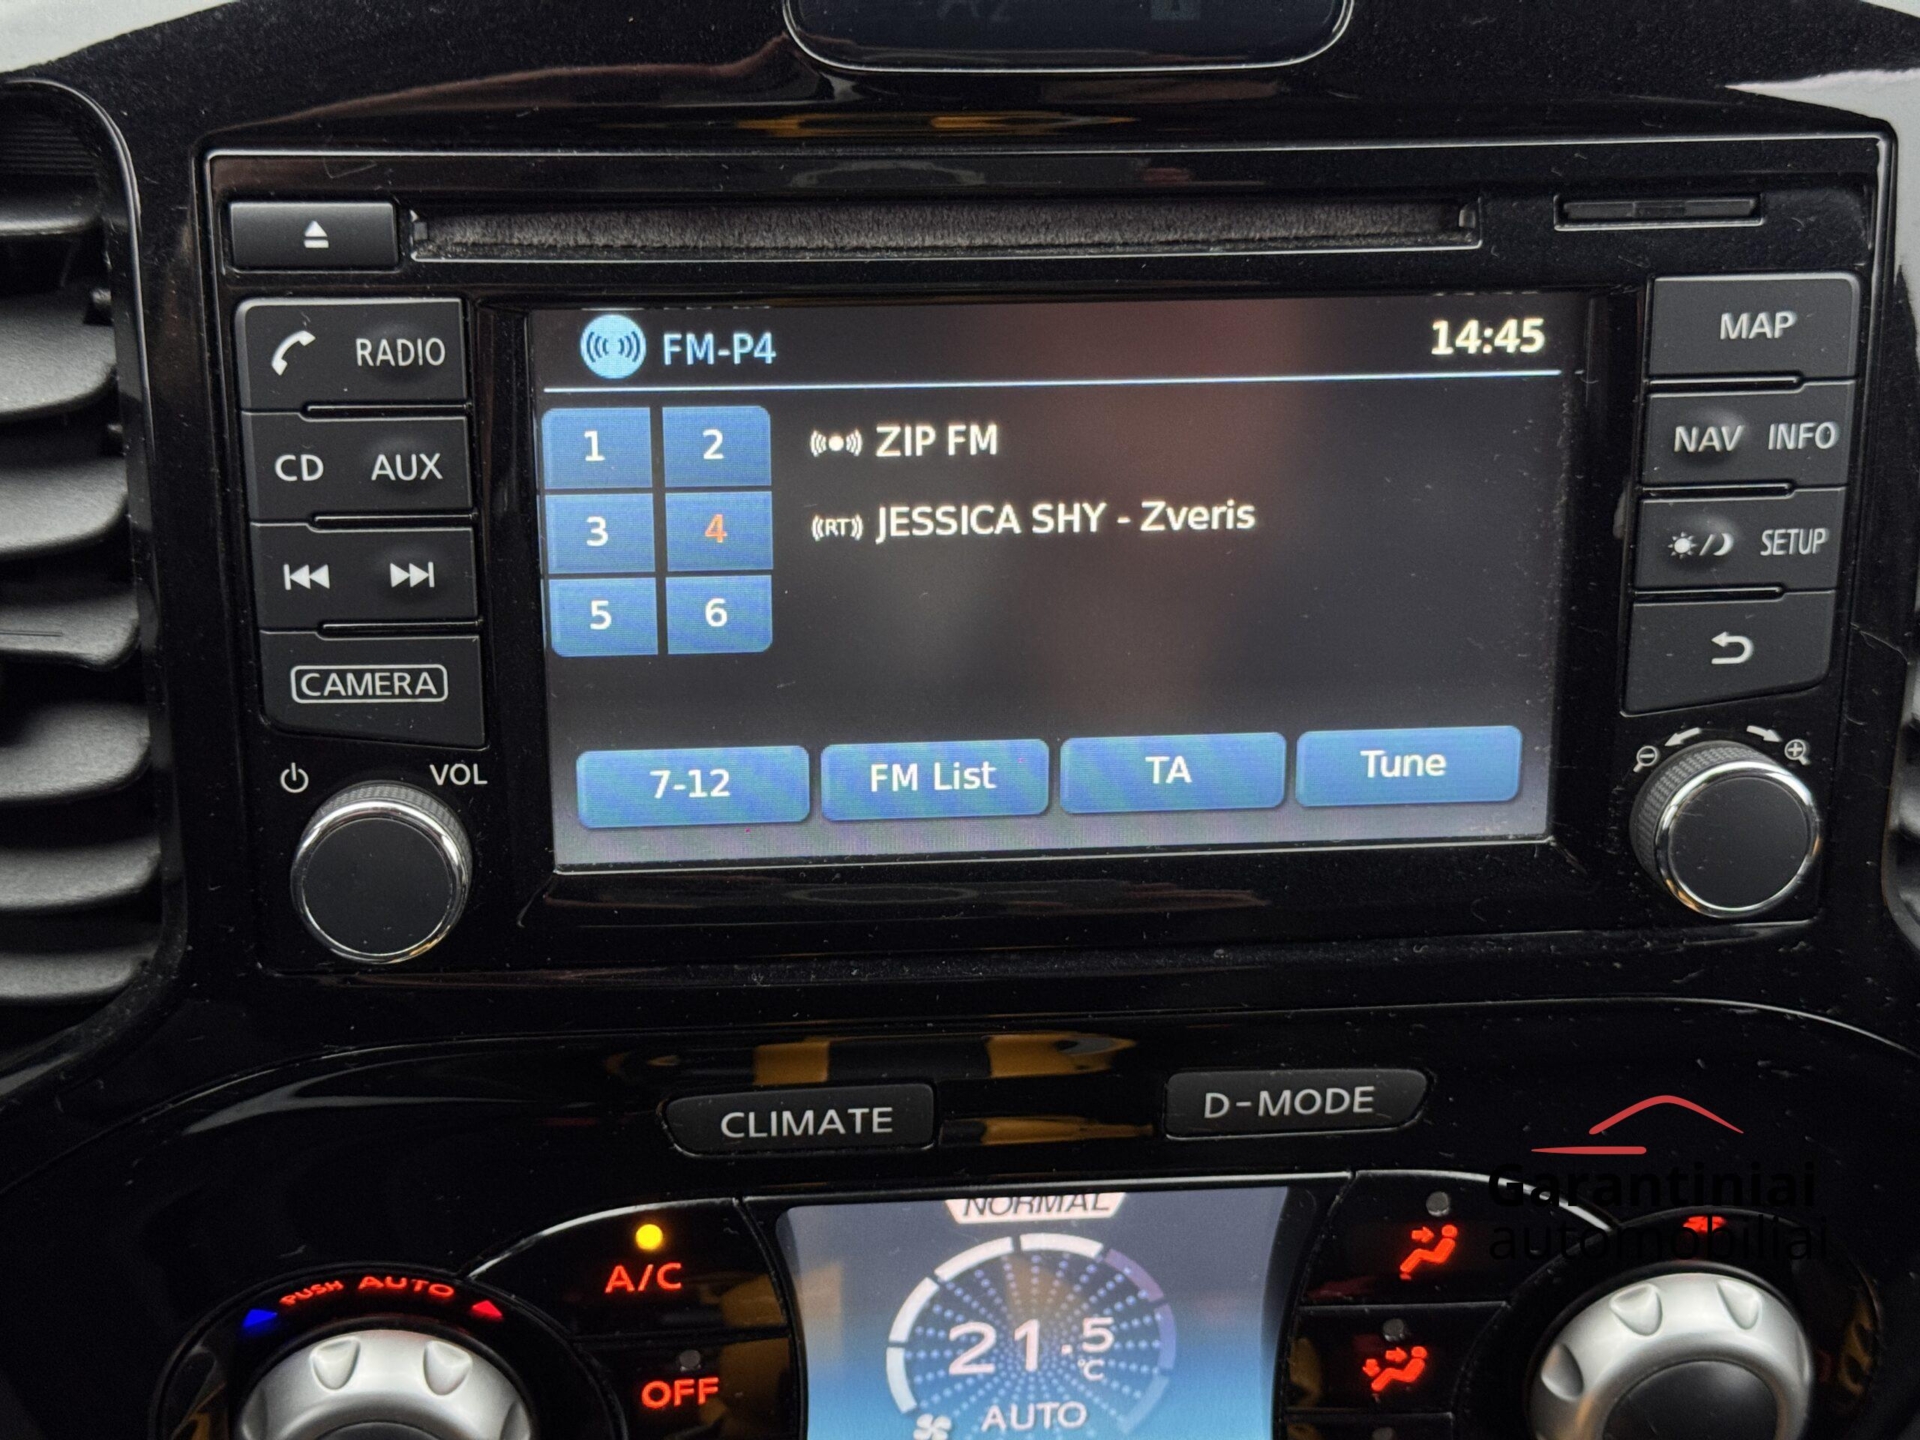 RADIO
CD AUX
CAMERA
VOL
FM-P4 14:45
1 2
3 4
5 6
ZIP FM
RT
JESSICA SHY - Zveris
7-12 FM List TA Tune
MAP
NAV INFO
SETUP
CLIMATE D-MODE
NORMAL
PUSH AUTO
A/C
OFF
21.5 °C
AUTO
Garantiniai
automobiliai